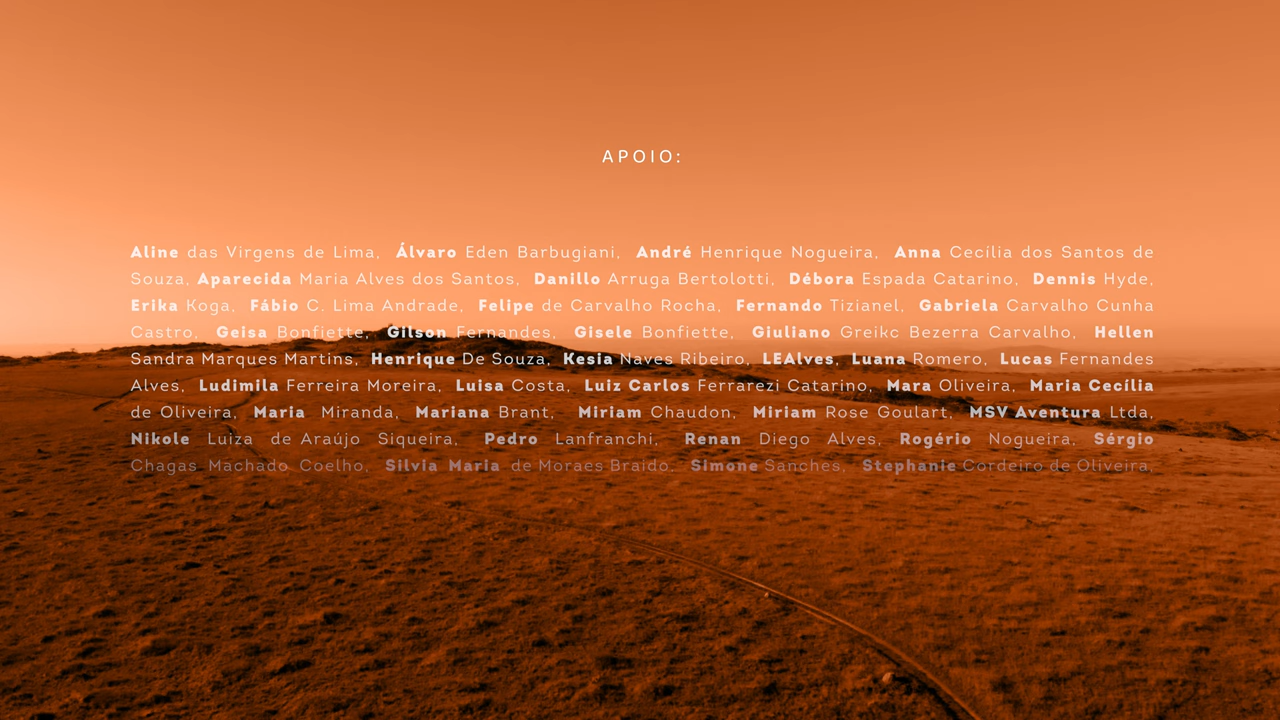 APOIO:
Aline das Virgens de Lima, Álvaro Eden Barbugiani, André Henrique Nogueira, Anna Cecília dos Santos de
Souza, Aparecida Maria Alves dos Santos, Danillo Arruga Bertolotti, Débora Espada Catarino, Dennis Hyde,
Erika Koga, Fábio C. Lima Andrade, Felipe de Carvalho Rocha, Fernando Tizianel, Gabriela Carvalho Cunha
Castro, Geisa Bonfiette, Gilson Fernandes, Gisele Bonfiette, Giuliano Greikc Bezerra Carvalho, Hellen
Sandra Marques Martins, Henrique De Souza, Kesia Naves Ribeiro, LEAlves, Luana Romero, Lucas Fernandes
Alves, Ludimila Ferreira Moreira, Luisa Costa, Luiz Carlos Ferrarezi Catarino, Mara Oliveira, Maria Cecília
de Oliveira, Maria Miranda, Mariana Brant, Miriam Chaudon, Miriam Rose Goulart, MSV Aventura Ltda,
Nikole Luiza de Araújo Siqueira, Pedro Lanfranchi, Renan Diego Alves, Rogério Nogueira, Sérgio
Chagas Machado Coelho, Silvia Maria de Moraes Braido, Simone Sanches, Stephanie Cordeiro de Oliveira,